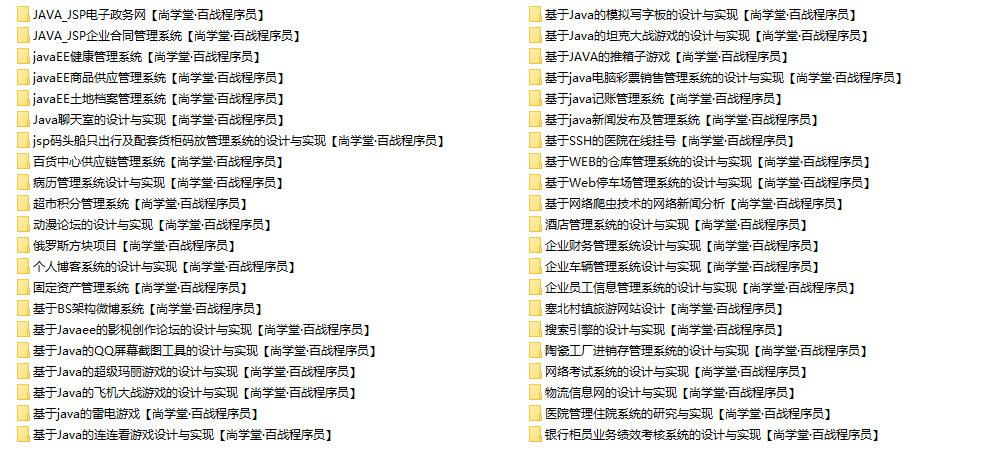 JAVA_JSP电子政务网【尚学堂·百战程序员】
JAVA_JSP企业合同管理系统【尚学堂·百战程序员】
javaEE健康管理系统【尚学堂·百战程序员】
javaEE商品供应管理系统【尚学堂·百战程序员】
javaEE土地档案管理系统【尚学堂·百战程序员】
Java聊天室的设计与实现【尚学堂·百战程序员】
jsp码头船只出行及配套货柜码放管理系统的设计与实现【尚学堂·百战程序员】
百货中心供应链管理系统【尚学堂·百战程序员】
病历管理系统设计与实现【尚学堂·百战程序员】
超市积分管理系统【尚学堂·百战程序员】
动漫论坛的设计与实现【尚学堂·百战程序员】
俄罗斯方块项目【尚学堂·百战程序员】
个人博客系统的设计与实现【尚学堂·百战程序员】
固定资产管理系统【尚学堂·百战程序员】
基于BS架构微博系统【尚学堂·百战程序员】
基于Javaee的影视创作论坛的设计与实现【尚学堂·百战程序员】
基于Java的QQ屏幕截图工具的设计与实现【尚学堂·百战程序员】
基于Java的超级玛丽游戏的设计与实现【尚学堂·百战程序员】
基于Java的飞机大战游戏的设计与实现【尚学堂·百战程序员】
基于java的雷电游戏【尚学堂·百战程序员】
基于Java的连连看游戏设计与实现【尚学堂·百战程序员】
基于Java的模拟写字板的设计与实现【尚学堂·百战程序员】
基于Java的坦克大战游戏的设计与实现【尚学堂·百战程序员】
基于JAVA的推箱子游戏【尚学堂·百战程序员】
基于java电脑彩票销售管理系统的设计与实现【尚学堂·百战程序员】
基于java记账管理系统【尚学堂·百战程序员】
基于java新闻发布及管理系统【尚学堂·百战程序员】
基于SSH的医院在线挂号【尚学堂·百战程序员】
基于WEB的仓库管理系统的设计与实现【尚学堂·百战程序员】
基于Web停车场管理系统的设计与实现【尚学堂·百战程序员】
基于网络爬虫技术的网络新闻分析【尚学堂·百战程序员】
酒店管理系统的设计与实现【尚学堂·百战程序员】
企业财务管理系统设计与实现【尚学堂·百战程序员】
企业车辆管理系统设计与实现【尚学堂·百战程序员】
企业员工信息管理系统的设计与实现【尚学堂·百战程序员】
塞北村镇旅游网站设计【尚学堂·百战程序员】
搜索引擎的设计与实现【尚学堂·百战程序员】
陶瓷工厂进销存管理系统的设计与实现【尚学堂·百战程序员】
网络考试系统的设计与实现【尚学堂·百战程序员】
物流信息网的设计与实现【尚学堂·百战程序员】
医院管理住院系统的研究与实现【尚学堂·百战程序员】
银行柜员业务绩效考核系统的设计与实现【尚学堂·百战程序员】